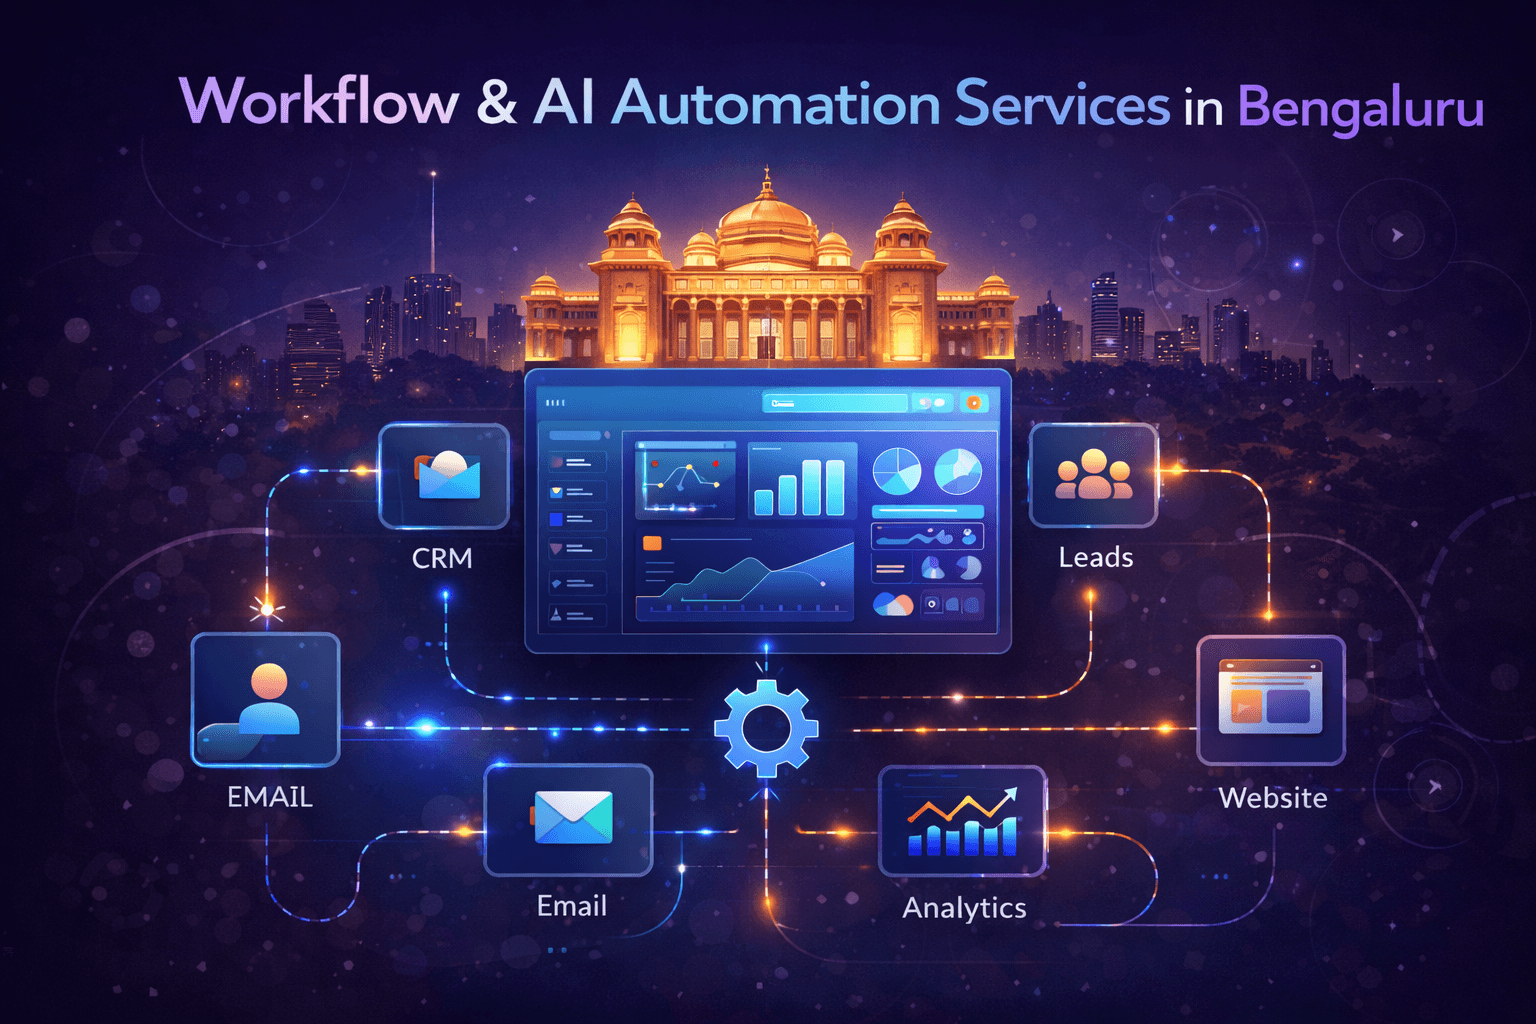 Workflow & AI Automation Services in Bengaluru
CRM
Leads
EMAIL
Website
Email
Analytics